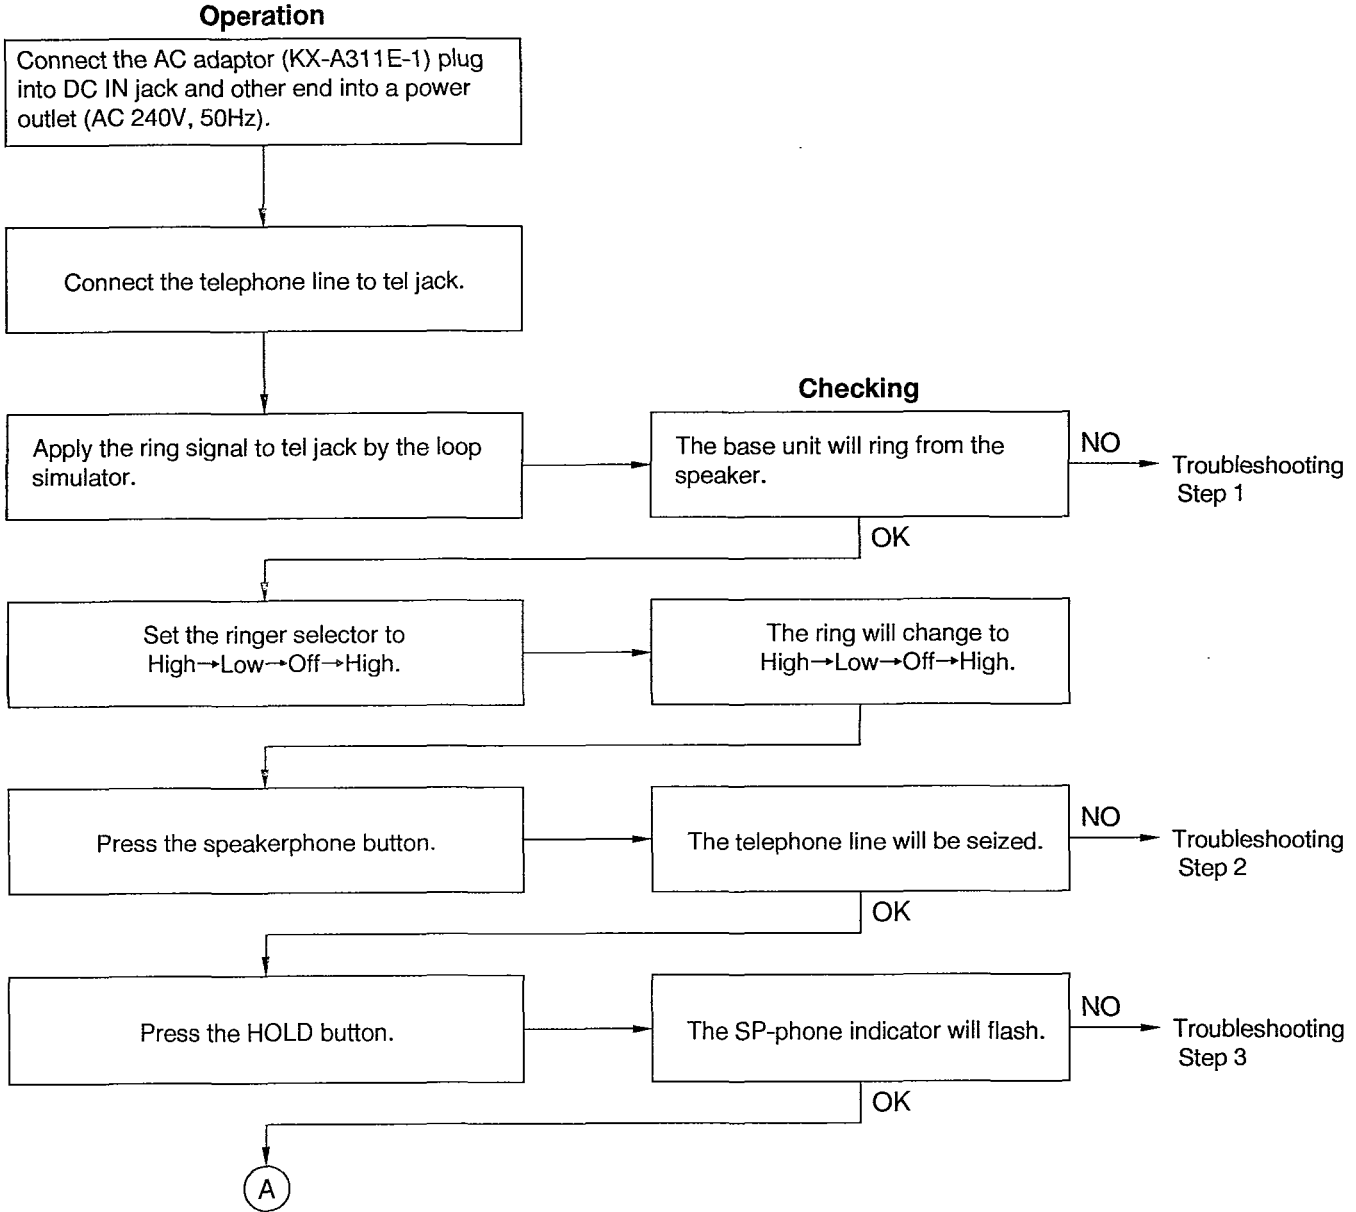 Operation
Connect the AC adaptor (KX-A311E-1) plug
into DC IN jack and other end into a power
outlet (AC 240V, 50Hz).
Connect the telephone line to tel jack.
Checking
Apply the ring signal to tel jack by the loop
simulator.
The base unit will ring from the
speaker.
NO
Troubleshooting
Step 1
OK
Set the ringer selector to
High→Low→Off→High.
The ring will change to
High→Low→Off→High.
Press the speakerphone button.
The telephone line will be seized.
NO
Troubleshooting
Step 2
OK
Press the HOLD button.
The SP-phone indicator will flash.
NO
Troubleshooting
Step 3
OK
A